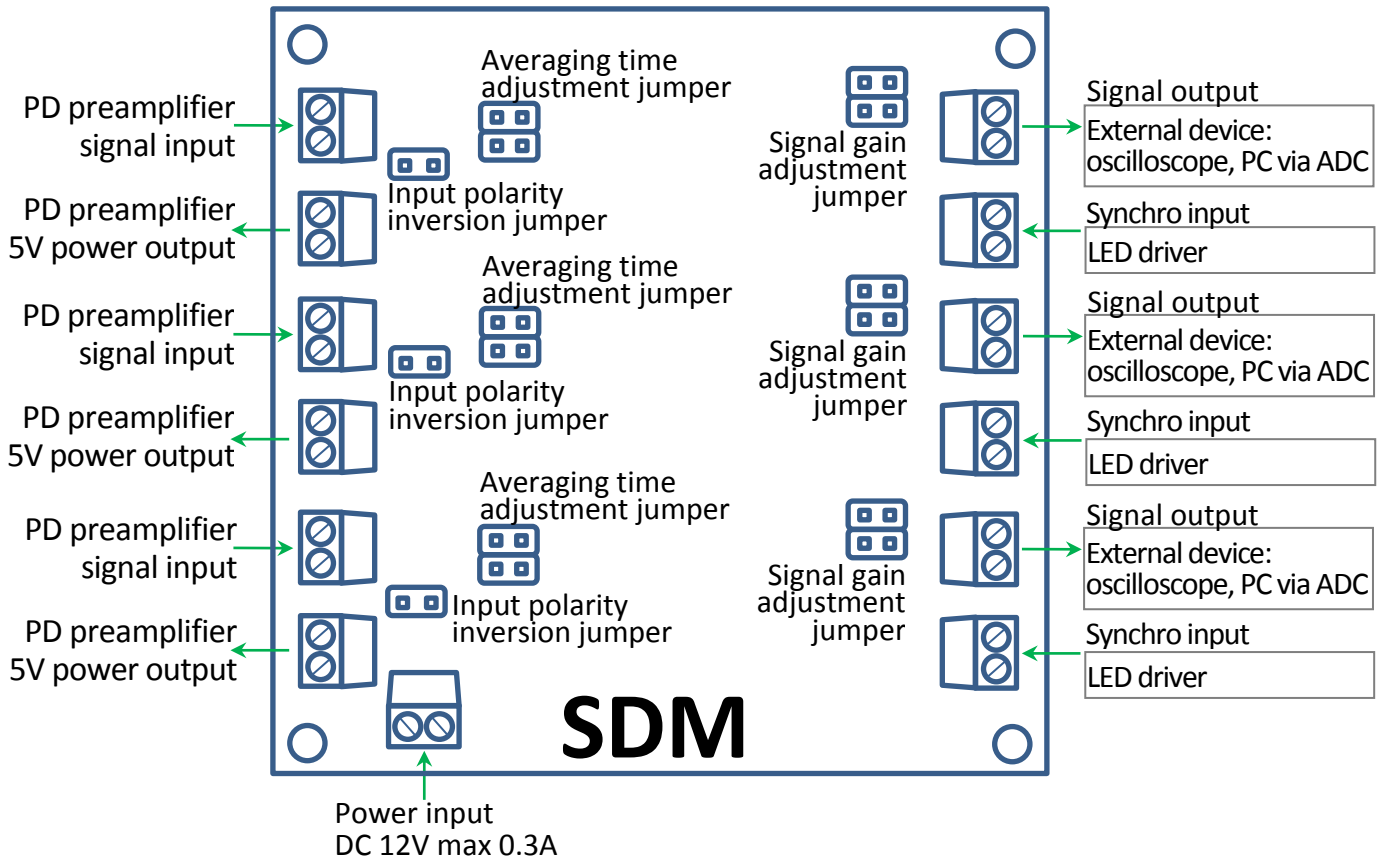 Averaging time
adjustment jumper
PD preamplifier
signal input
Input polarity
inversion jumper
PD preamplifier
5V power output
Signal gain
adjustment
jumper
Signal output
External device:
oscilloscope, PC via ADC
Synchro input
LED driver
Averaging time
adjustment jumper
PD preamplifier
signal input
Input polarity
inversion jumper
PD preamplifier
5V power output
Signal gain
adjustment
jumper
Signal output
External device:
oscilloscope, PC via ADC
Synchro input
LED driver
Averaging time
adjustment jumper
PD preamplifier
signal input
Input polarity
inversion jumper
PD preamplifier
5V power output
Signal gain
adjustment
jumper
Signal output
External device:
oscilloscope, PC via ADC
Synchro input
LED driver
SDM
Power input
DC 12V max 0.3A